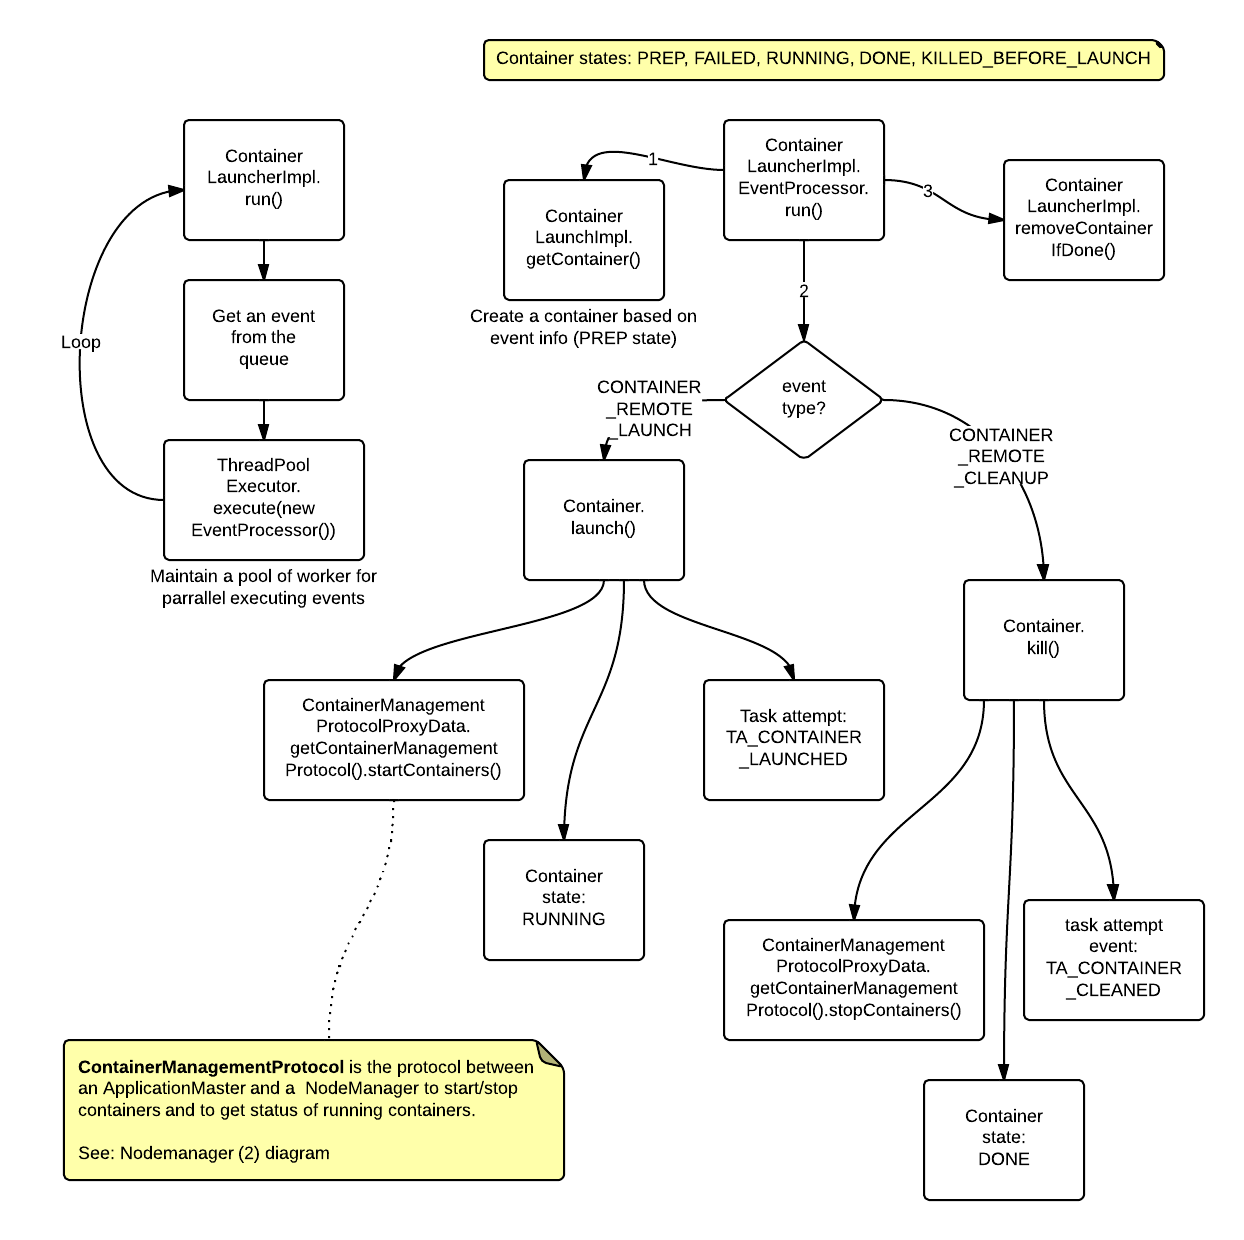 Container states: PREP, FAILED, RUNNING, DONE, KILLED_BEFORE_LAUNCH
Container
LauncherImpl.
run()
Get an event
from the
queue
Loop
ThreadPool
Executor.
execute(new
EventProcessor())
Maintain a pool of worker for
parrallel executing events
Container
LauncherImpl.
EventProcessor.
run()
1
2
3
Container
LaunchImpl.
getContainer()
Create a container based on
event info (PREP state)
Container
LauncherImpl.
removeContainer
IfDone()
event
type?
CONTAINER
_REMOTE
_LAUNCH
CONTAINER
_REMOTE
_CLEANUP
Container.
launch()
Container.
kill()
ContainerManagement
ProtocolProxyData.
getContainerManagement
Protocol().startContainers()
Task attempt:
TA_CONTAINER
_LAUNCHED
Container
state:
RUNNING
ContainerManagement
ProtocolProxyData.
getContainerManagement
Protocol().stopContainers()
task attempt
event:
TA_CONTAINER
_CLEANED
Container
state:
DONE
ContainerManagementProtocol is the protocol between
an ApplicationMaster and a  NodeManager to start/stop
containers and to get status of running containers.
See: Nodemanager (2) diagram